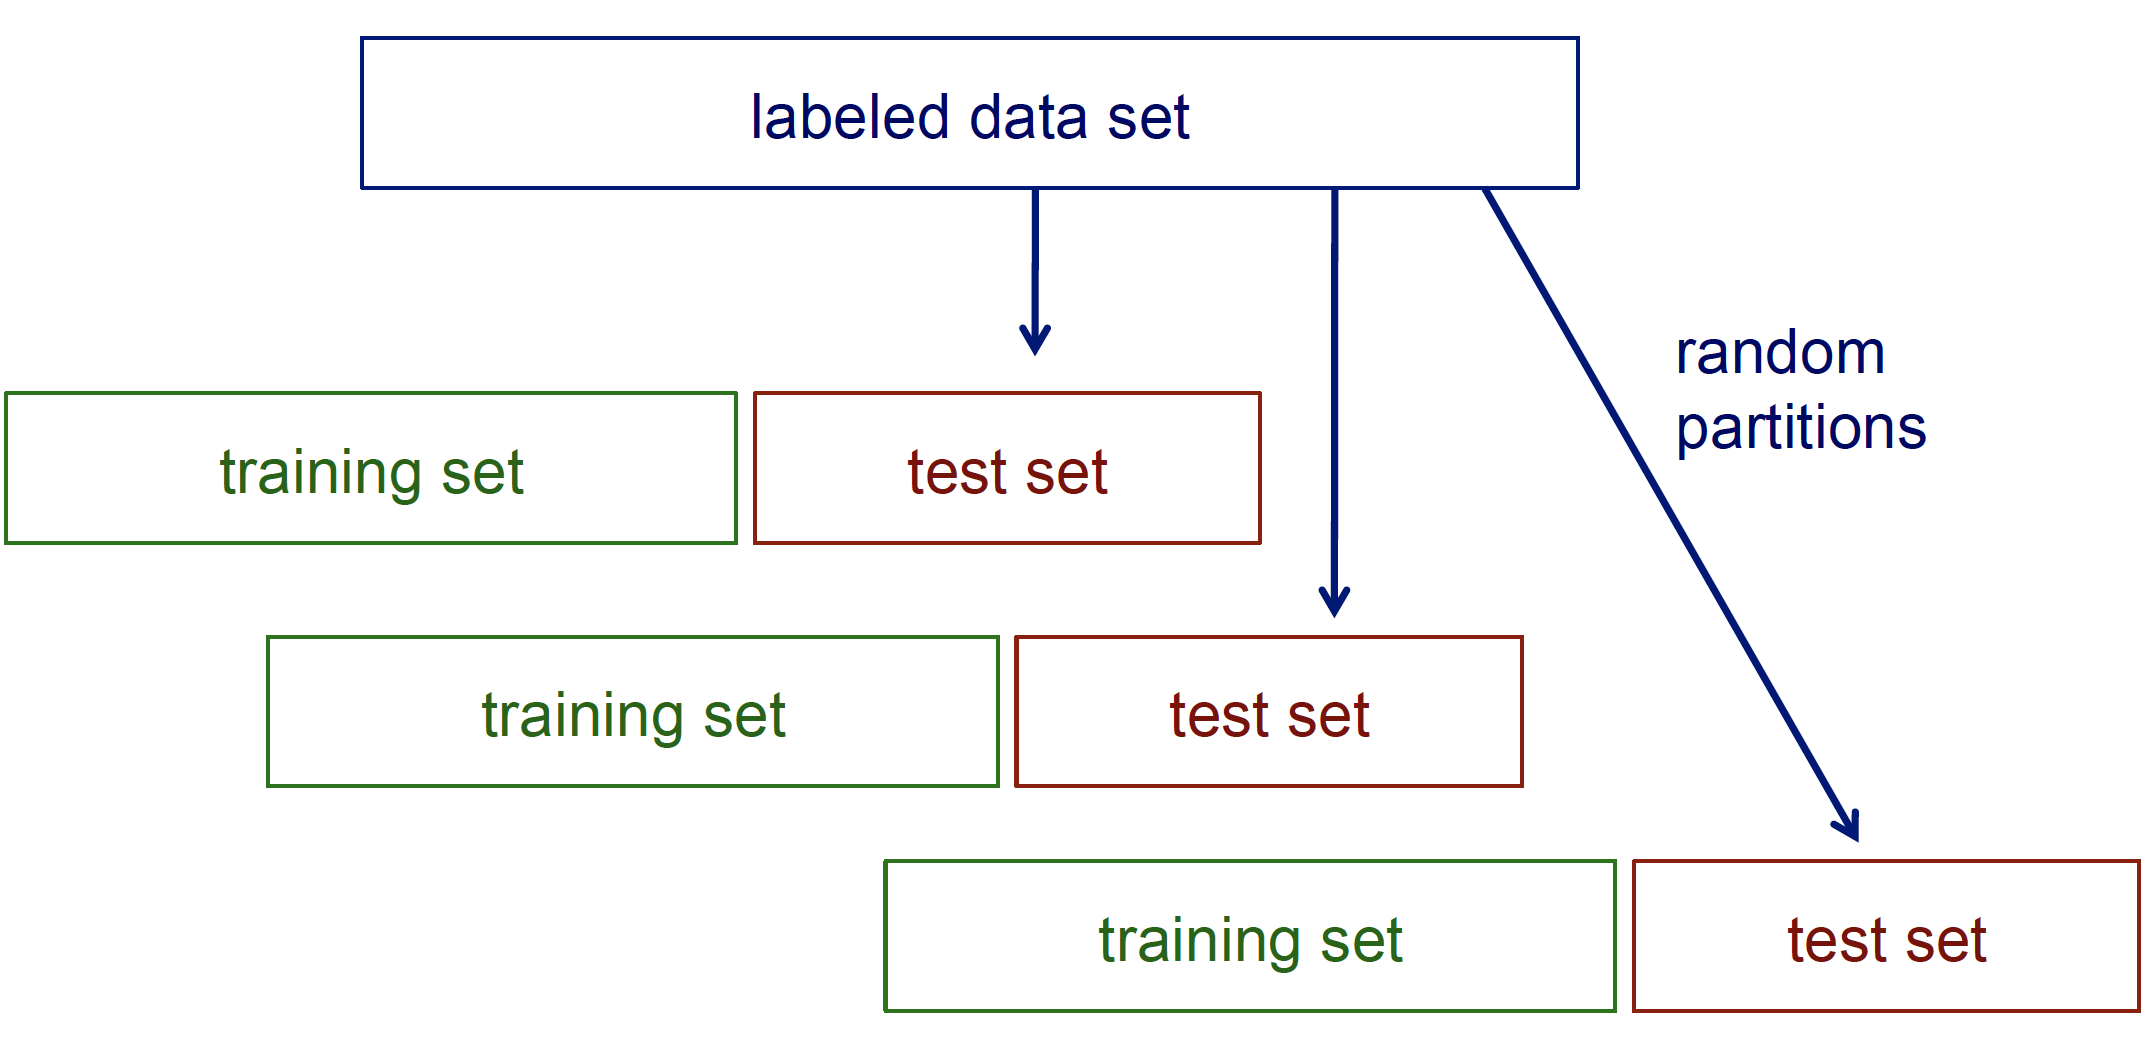 labeled data set
random
partitions
training set
test set
training set
test set
training set
test set